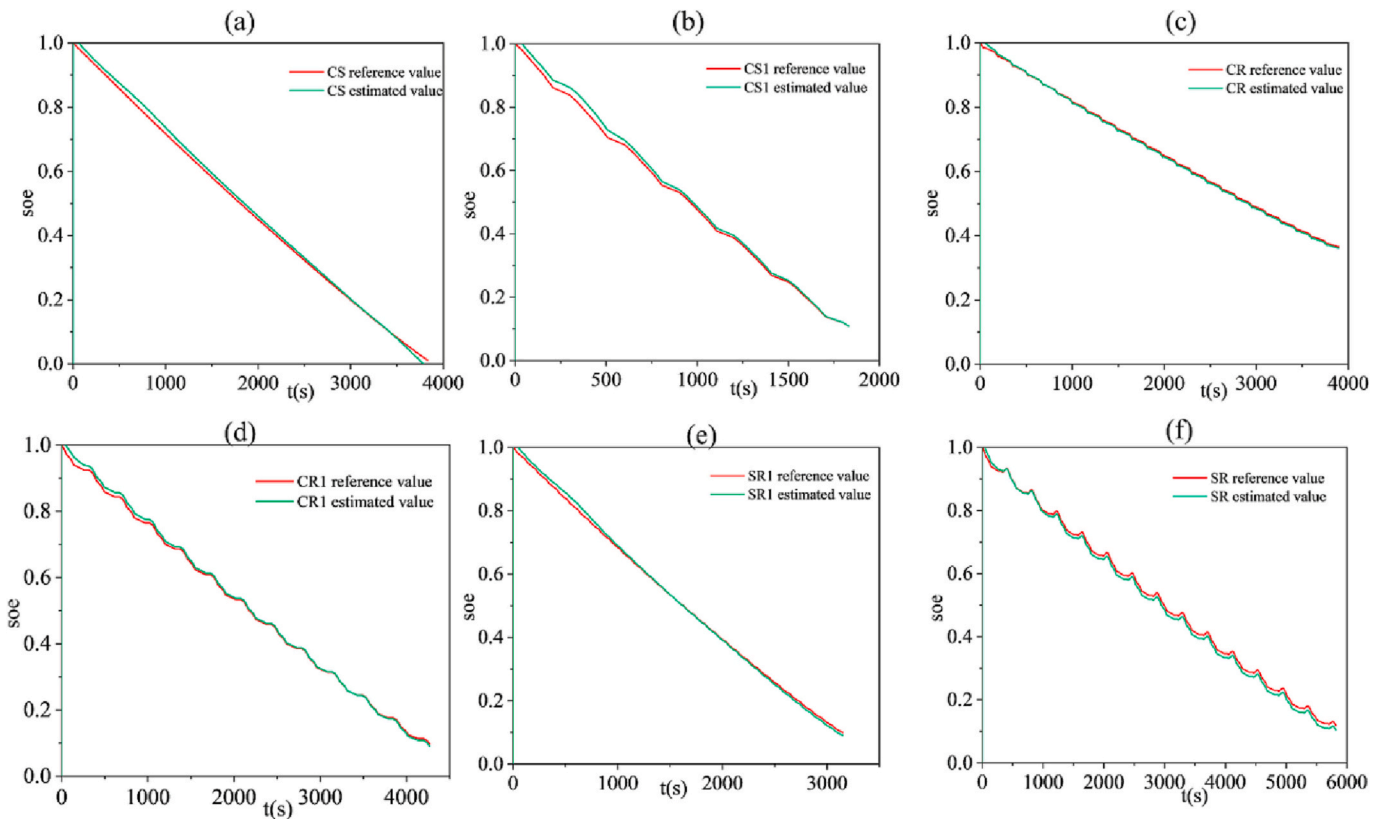 (a)
CS reference value
CS estimated value
1.0
0.8
0.6
0.4
0.2
0.0
soe
0
1000
2000
3000
4000
t(s)
(b)
CS1 reference value
CS1 estimated value
1.0
0.8
0.6
0.4
0.2
0.0
soe
0
500
1000
1500
2000
t(s)
(c)
CR reference value
CR estimated value
1.0
0.8
0.6
0.4
0.2
0.0
soe
0
1000
2000
3000
4000
t(s)
(d)
CR1 reference value
CR1 estimated value
1.0
0.8
0.6
0.4
0.2
0.0
soe
0
1000
2000
3000
4000
t(s)
(e)
SR1 reference value
SR1 estimated value
1.0
0.8
0.6
0.4
0.2
0.0
soe
0
1000
2000
3000
t(s)
(f)
SR reference value
SR estimated value
1.0
0.8
0.6
0.4
0.2
0.0
soe
0
1000
2000
3000
4000
5000
6000
t(s)